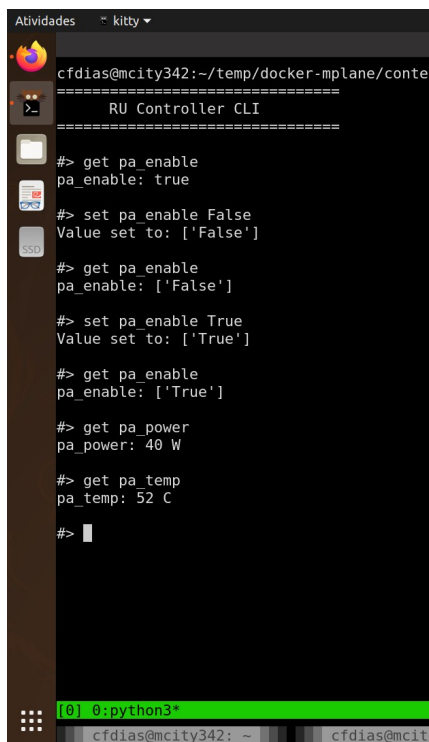 Atividades kitty
cfdias@mcity342:~/temp/docker-mplane/conte
================================
RU Controller CLI
================================
#> get pa_enable
pa_enable: true
#> set pa_enable False
Value set to: ['False']
#> get pa_enable
pa_enable: ['False']
#> set pa_enable True
Value set to: ['True']
#> get pa_enable
pa_enable: ['True']
#> get pa_power
pa_power: 40 W
#> get pa_temp
pa_temp: 52 C
#>
SSD
[0] 0:python3*
cfdias@mcity342: ~ cfdias@mcit